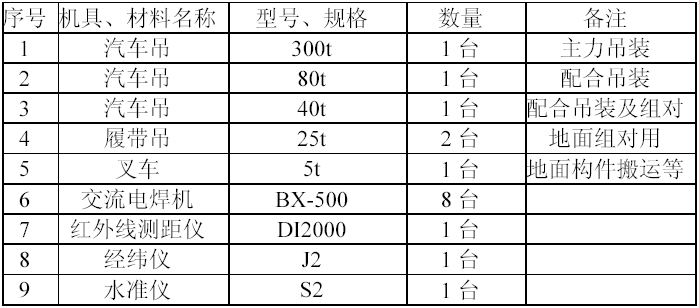 序号 机具、材料名称 型号、规格 数量 备注
1 汽车吊 300t 1 台 主力吊装
2 汽车吊 80t 1 台 配合吊装
3 汽车吊 40t 1 台 配合吊装及组对
4 履带吊 25t 2 台 地面组对用
5 叉车 5t 1 台 地面构件搬运等
6 交流电焊机 BX-500 8 台
7 红外线测距仪 DI2000 1 台
8 经纬仪 J2 1 台
9 水准仪 S2 1 台